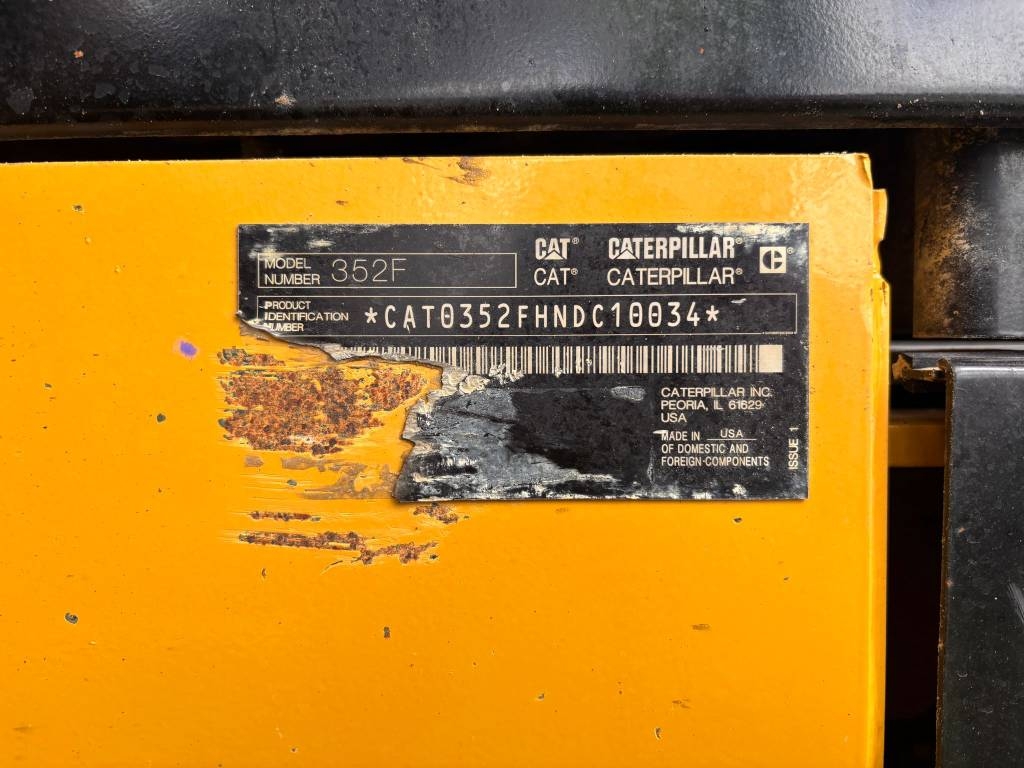 MODEL NUMBER 352F
CAT® CATERPILLAR®
CAT® CATERPILLAR®
PRODUCT IDENTIFICATION NUMBER *CAT0352FHNDC10034*
CATERPILLAR INC.
PEORIA, IL 61629
USA
MADE IN USA
OF DOMESTIC AND
FOREIGN COMPONENTS
ISSUE 1